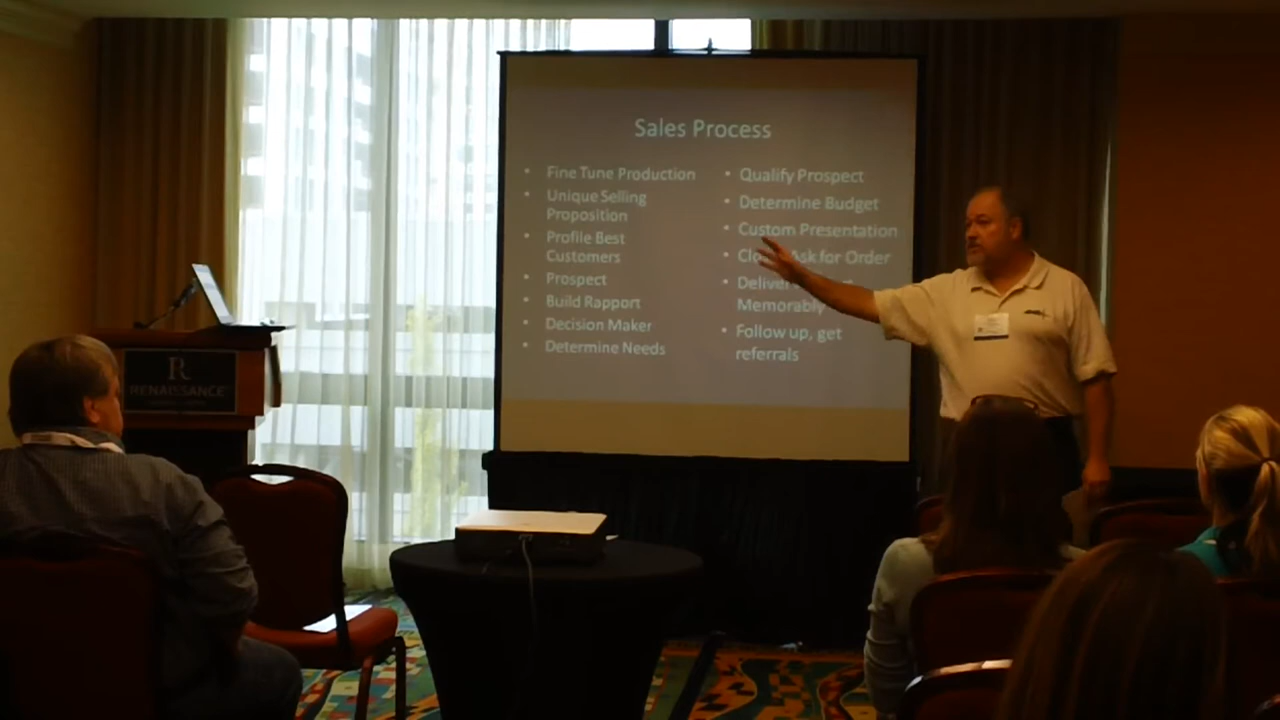 Sales Process
Fine Tune Production
Unique Selling
Proposition
Profile Best
Customers
Prospect
Build Rapport
Decision Maker
Determine Needs
Qualify Prospect
Determine Budget
Custom Presentation
Ask for Order
Deliver
Memorably
Follow up, get
referrals
R
RENAISSANCE